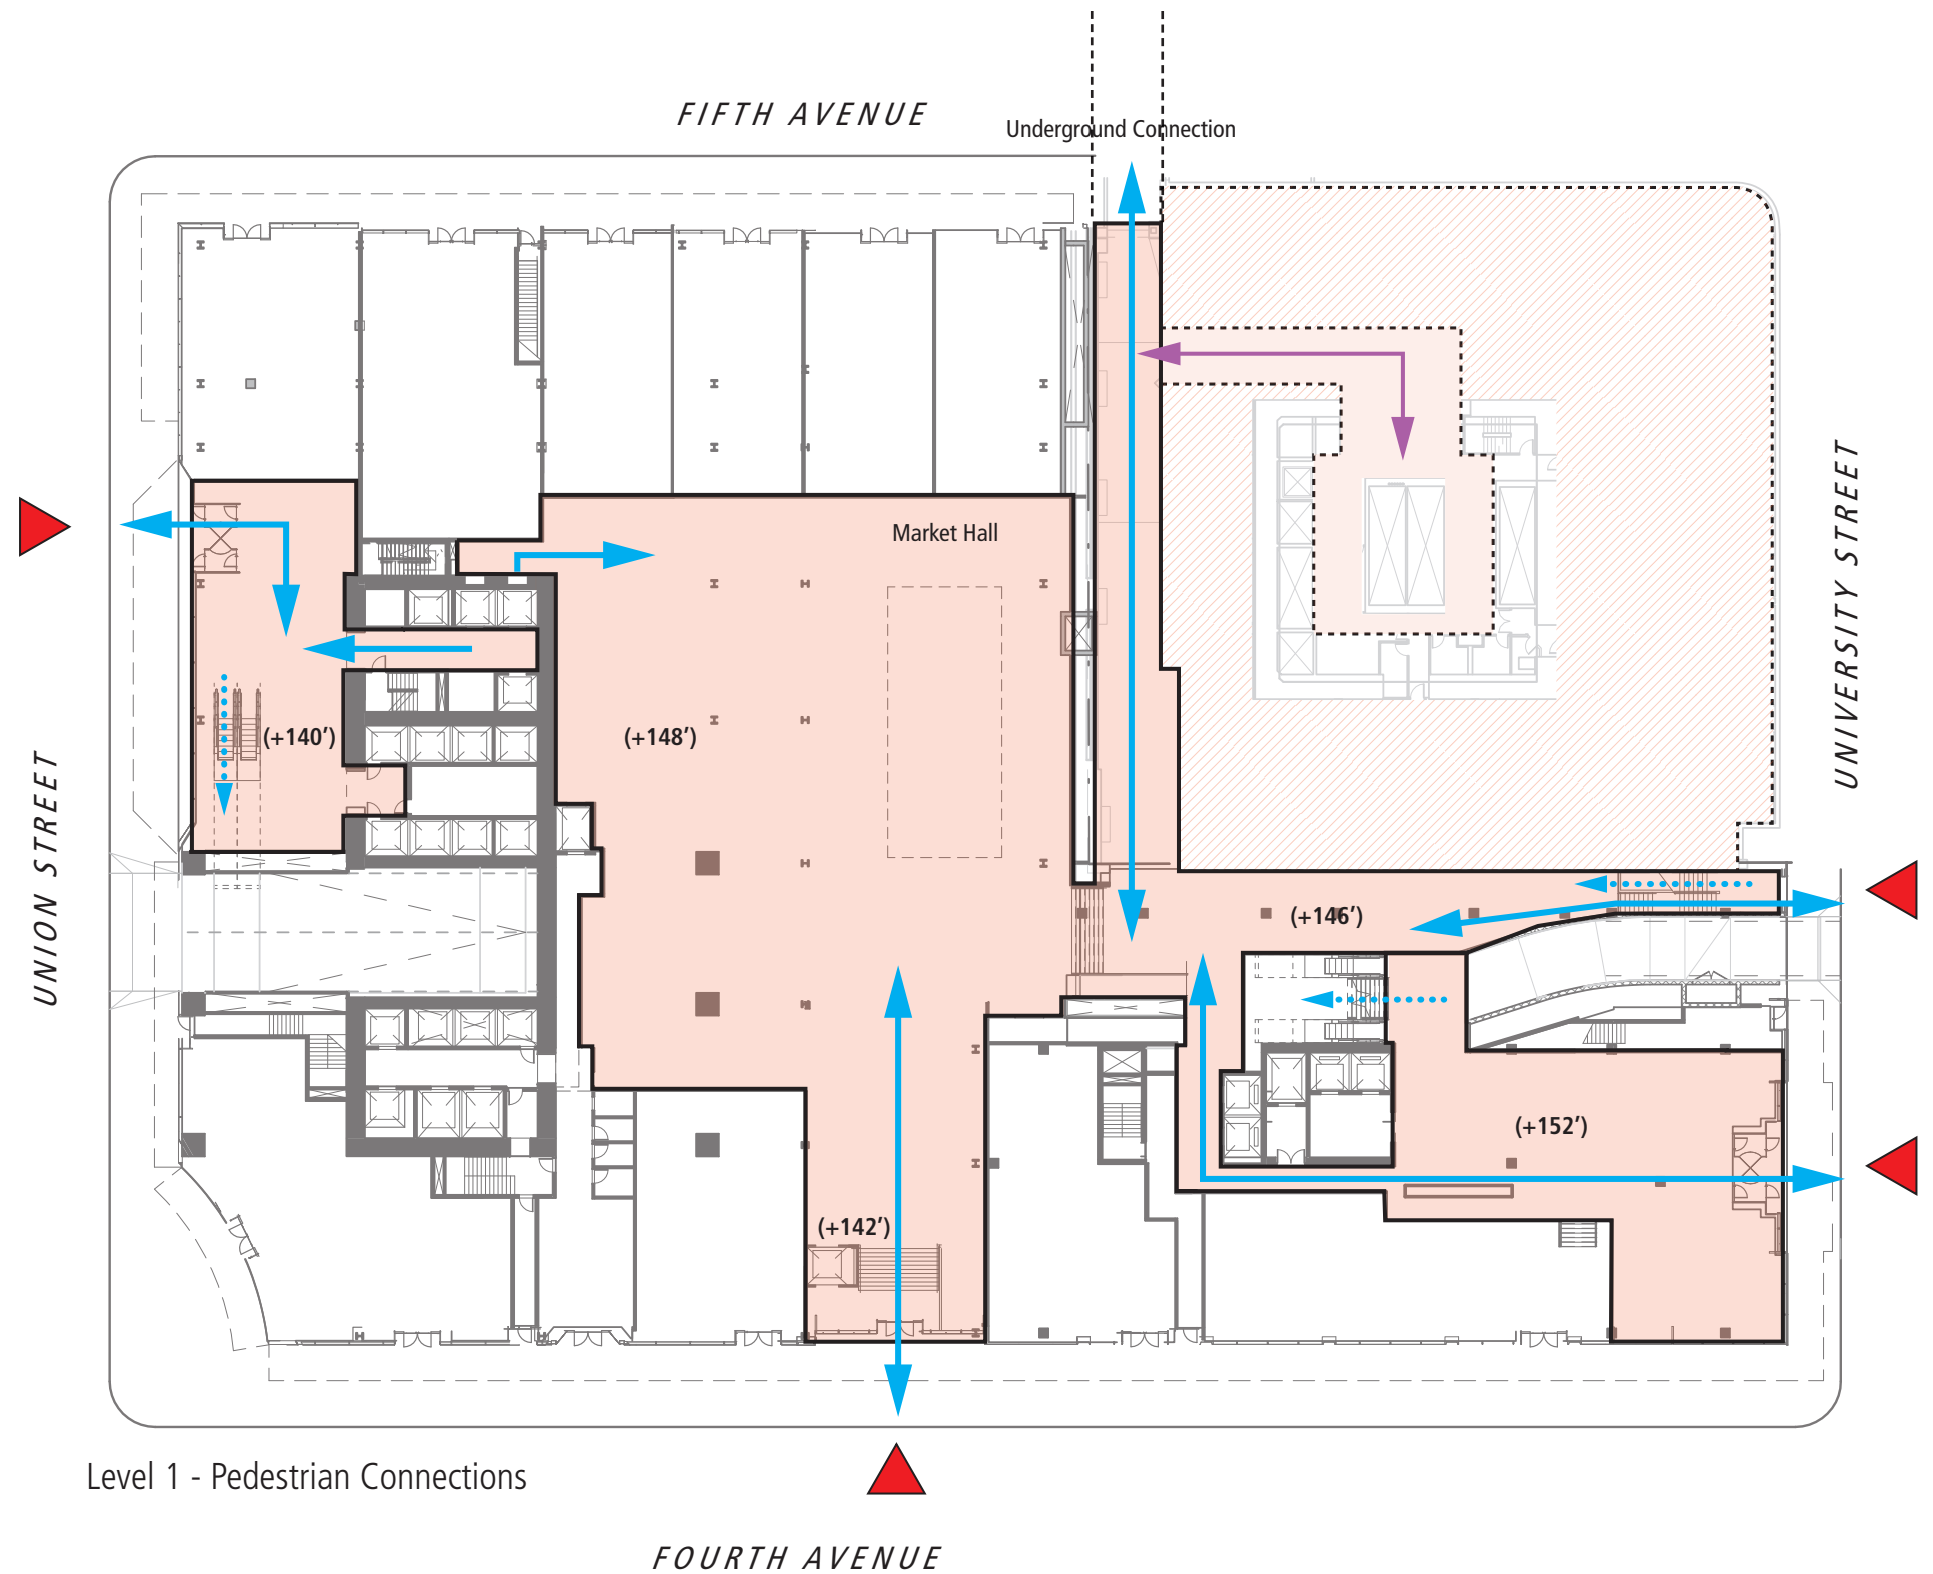 FIFTH AVENUE
Underground Connection
Market Hall
UNIVERSITY STREET
(+140’)
(+148’)
UNION STREET
(+146’)
(+152’)
(+142’)
Level 1 - Pedestrian Connections
FOURTH AVENUE